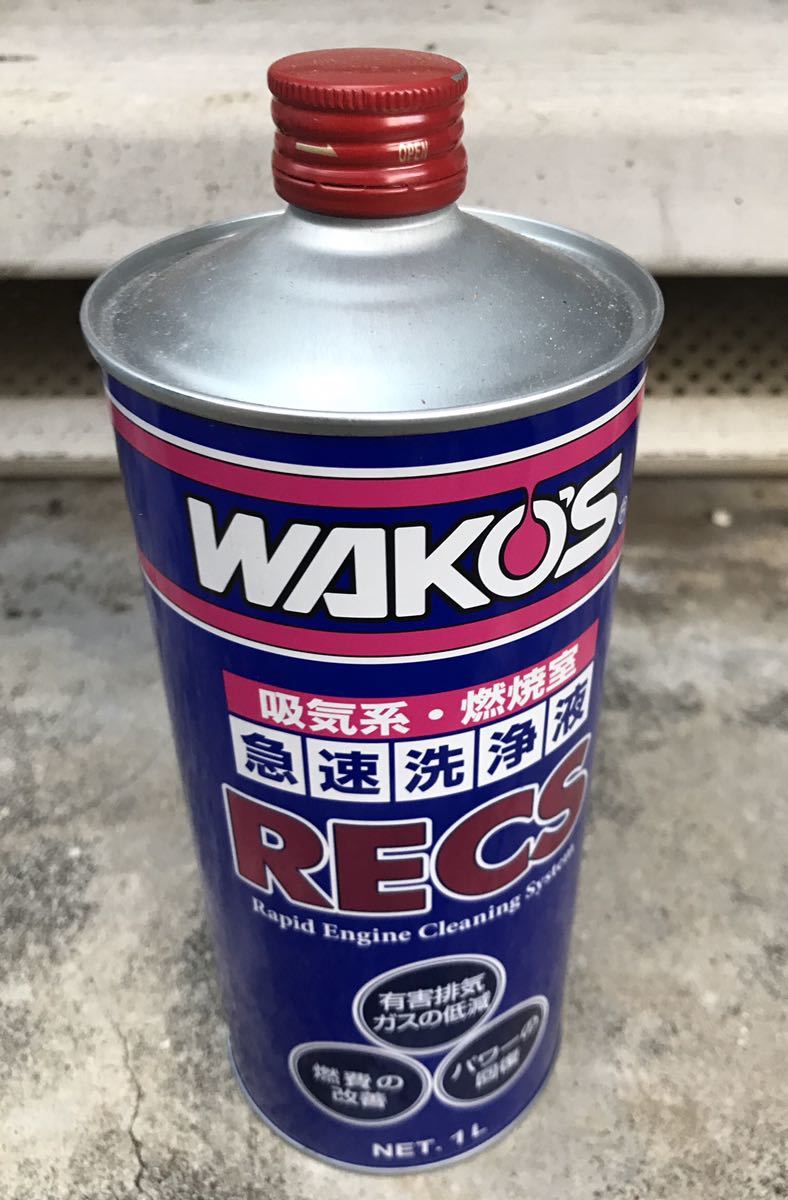 OPEN
WAKO'S
吸気系・燃焼室
急速洗浄液
RECS
Rapid Engine Cleaning System
有害排気
ガスの低減
燃費の
改善
パワーの
回復
NET. 1L